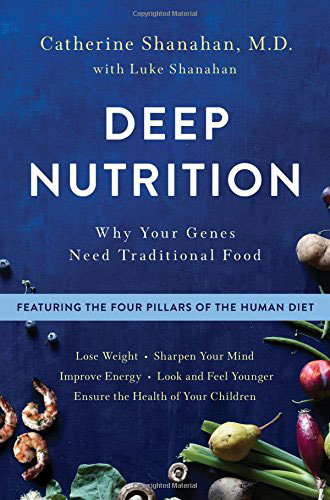 Catherine Shanahan, M.D.
with Luke Shanahan
DEEP
NUTRITION
Why Your Genes
Need Traditional Food
FEATURING THE FOUR PILLARS OF THE HUMAN DIET
Lose Weight • Sharpen Your Mind
Improve Energy • Look and Feel Younger
Ensure the Health of Your Children